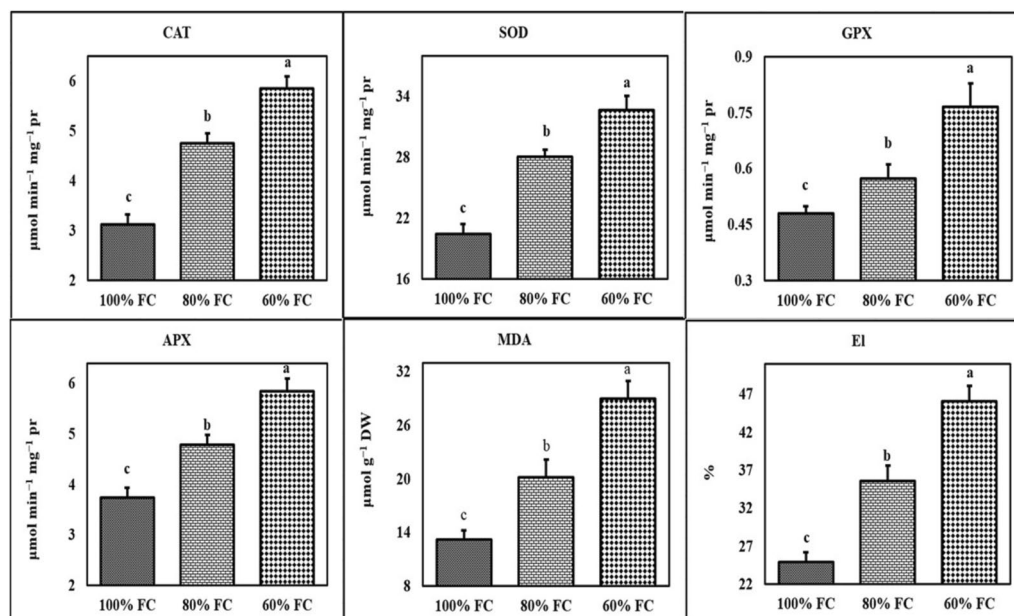 CAT
μmol min⁻¹ mg⁻¹ pr
6
5
4
3
2
c
b
a
100% FC 80% FC 60% FC
SOD
μmol min⁻¹ mg⁻¹ pr
34
28
22
16
c
b
a
100% FC 80% FC 60% FC
GPX
μmol min⁻¹ mg⁻¹ pr
0.9
0.75
0.6
0.45
0.3
c
b
a
100% FC 80% FC 60% FC
APX
μmol min⁻¹ mg⁻¹ pr
6
5
4
3
2
c
b
a
100% FC 80% FC 60% FC
MDA
μmol g⁻¹ DW
32
26
20
14
8
c
b
a
100% FC 80% FC 60% FC
El
%
47
42
37
32
27
22
c
b
a
100% FC 80% FC 60% FC